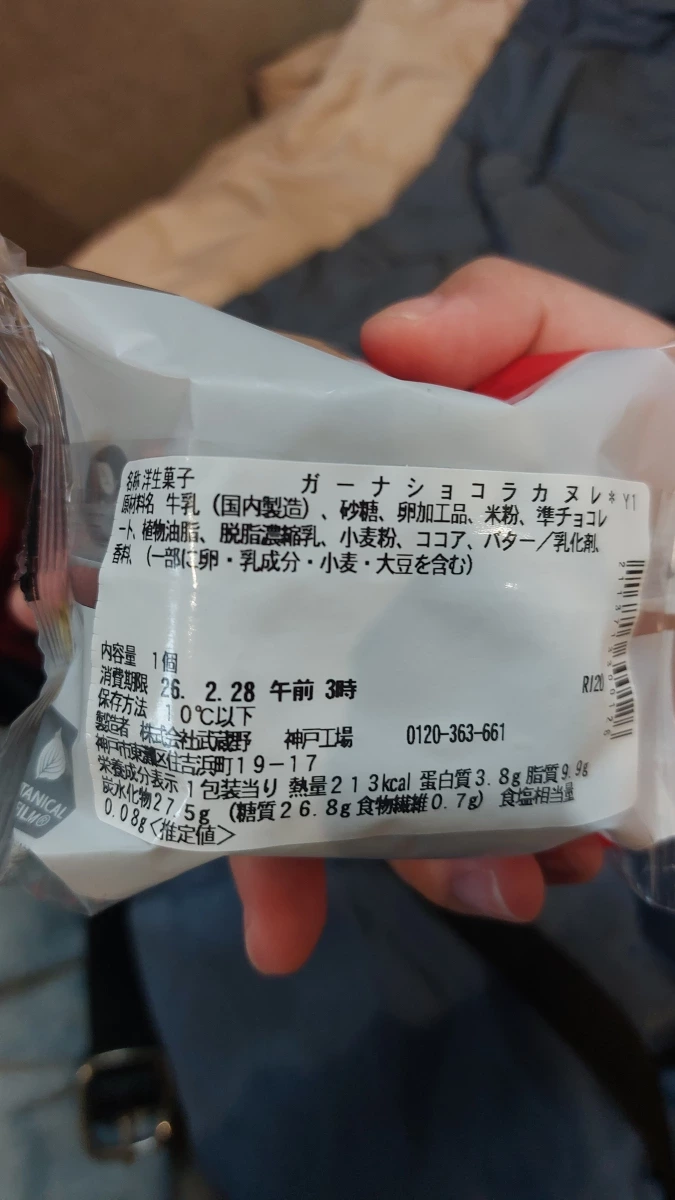 名称 洋生菓子 ガーナショコラカヌレ* Y1
原材料名 牛乳（国内製造）、砂糖、卵加工品、米粉、準チョコレ
ート、植物油脂、脱脂濃縮乳、小麦粉、ココア、バター／乳化剤、
香料、（一部に卵・乳成分・小麦・大豆を含む）
内容量 1個
消費期限 26. 2.28 午前 3時
R120
保存方法 10℃以下
製造者 株式会社武蔵野 神戸工場 0120-363-661
神戸市東灘区住吉浜町19-17
栄養成分表示 1包装当り 熱量213kcal 蛋白質3.8g 脂質9.9g
炭水化物27.5g（糖質26.8g 食物繊維0.7g） 食塩相当量
0.08g<推定値>
TANICAL
FILM®